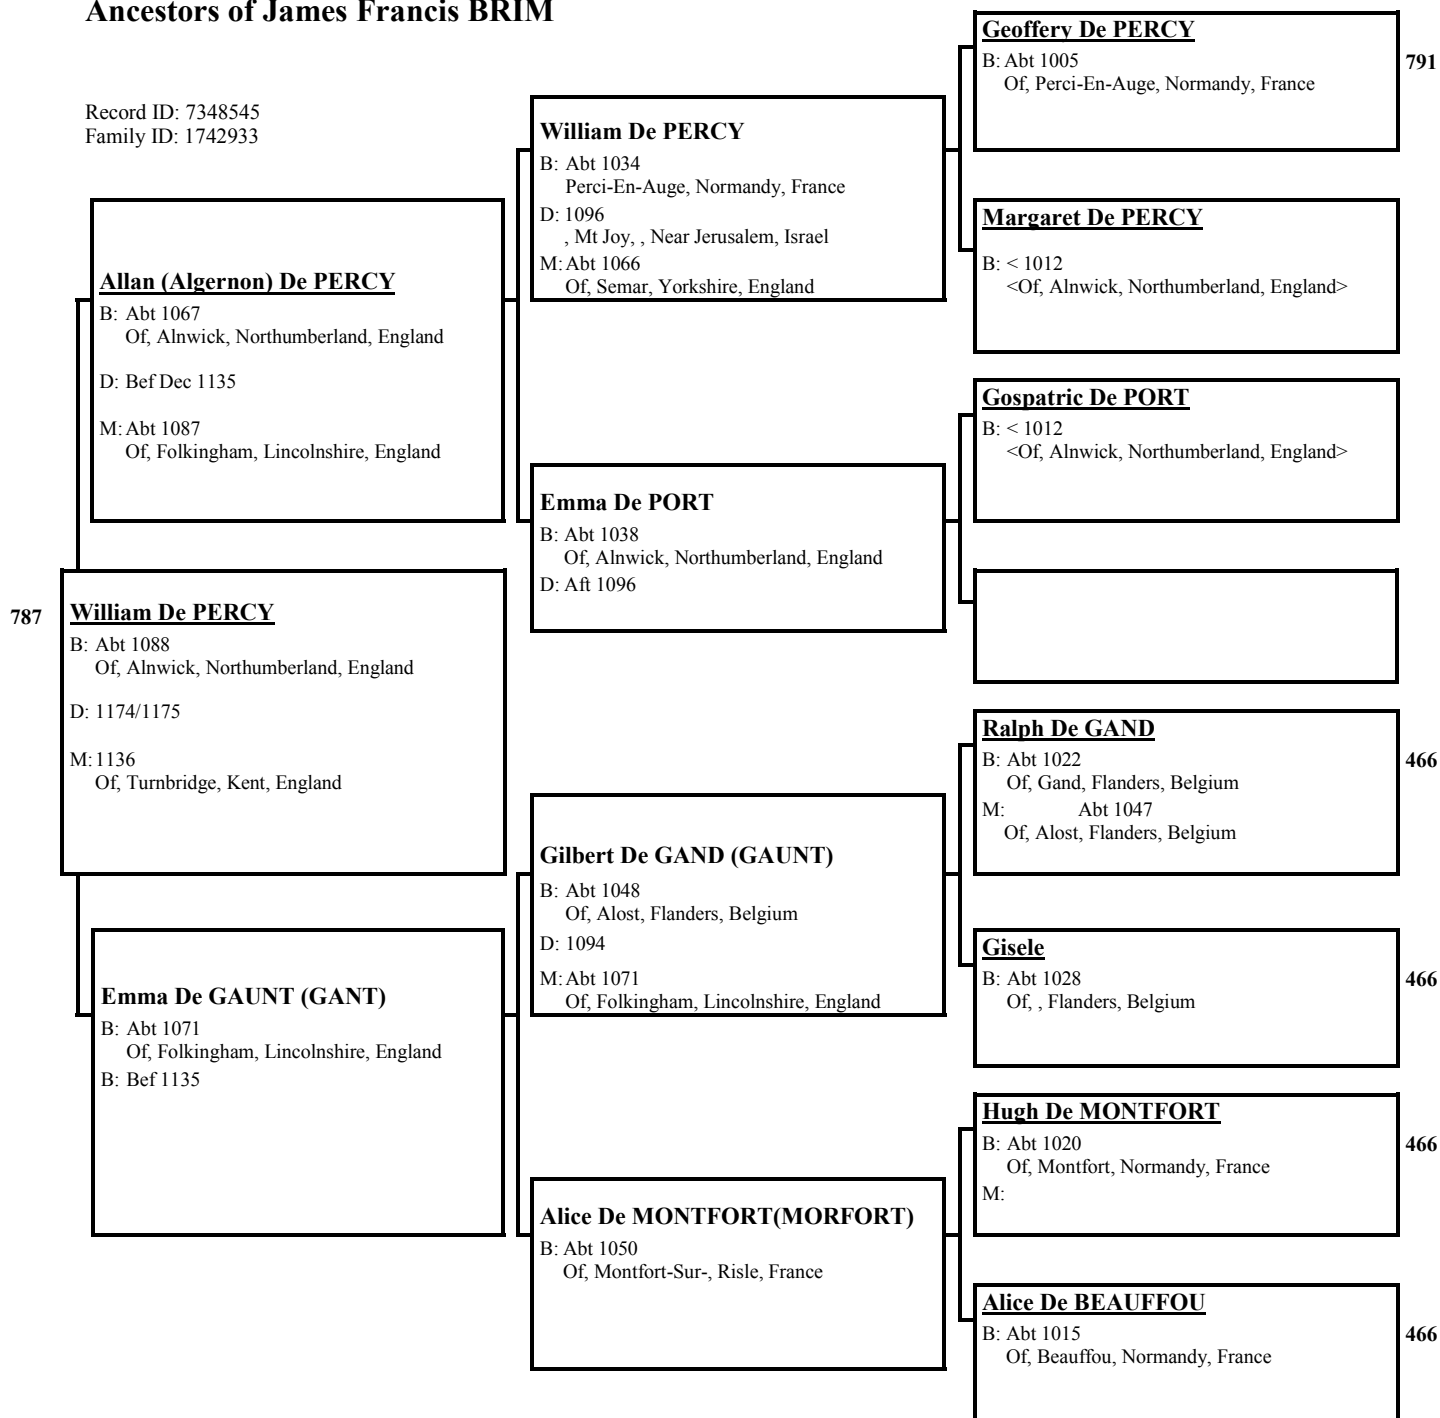 Ancestors of James Francis BRIM
Record ID: 7348545
Family ID: 1742933
Allan (Algernon) De PERCY
B: Abt 1067
Of, Alnwick, Northumberland, England
D: Bef Dec 1135
M: Abt 1087
Of, Folkingham, Lincolnshire, England
787
William De PERCY
B: Abt 1088
Of, Alnwick, Northumberland, England
D: 1174/1175
M: 1136
Of, Turnbridge, Kent, England
Emma De GAUNT (GANT)
B: Abt 1071
Of, Folkingham, Lincolnshire, England
B: Bef 1135
William De PERCY
B: Abt 1034
Perci-En-Auge, Normandy, France
D: 1096
, Mt Joy, , Near Jerusalem, Israel
M: Abt 1066
Of, Semar, Yorkshire, England
Emma De PORT
B: Abt 1038
Of, Alnwick, Northumberland, England
D: Aft 1096
Gilbert De GAND (GAUNT)
B: Abt 1048
Of, Alost, Flanders, Belgium
D: 1094
M: Abt 1071
Of, Folkingham, Lincolnshire, England
Alice De MONTFORT(MORFORT)
B: Abt 1050
Of, Montfort-Sur-, Risle, France
Geoffery De PERCY
B: Abt 1005
Of, Perci-En-Auge, Normandy, France
791
Margaret De PERCY
B: < 1012
<Of, Alnwick, Northumberland, England>
Gospatric De PORT
B: < 1012
<Of, Alnwick, Northumberland, England>
Ralph De GAND
B: Abt 1022
Of, Gand, Flanders, Belgium
M: Abt 1047
Of, Alost, Flanders, Belgium
466
Gisele
B: Abt 1028
Of, , Flanders, Belgium
466
Hugh De MONTFORT
B: Abt 1020
Of, Montfort, Normandy, France
M:
466
Alice De BEAUFFOU
B: Abt 1015
Of, Beauffou, Normandy, France
466